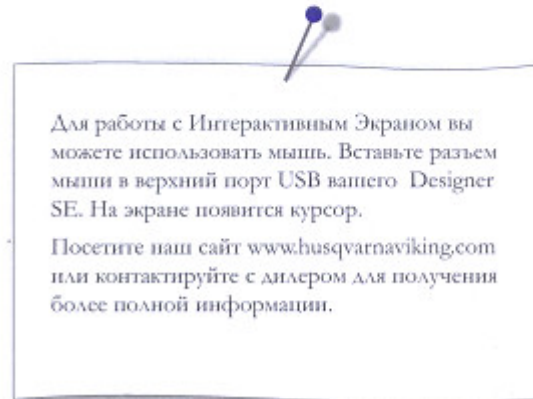 Для работы с Интерактивным Экраном вы
можете использовать мышь. Вставьте разъем
мыши в верхний порт USB вашего Designer
SE. На экране появится курсор.
Посетите наш сайт www.husqvarnaviking.com
или контактируйте с дилером для получения
более полной информации.